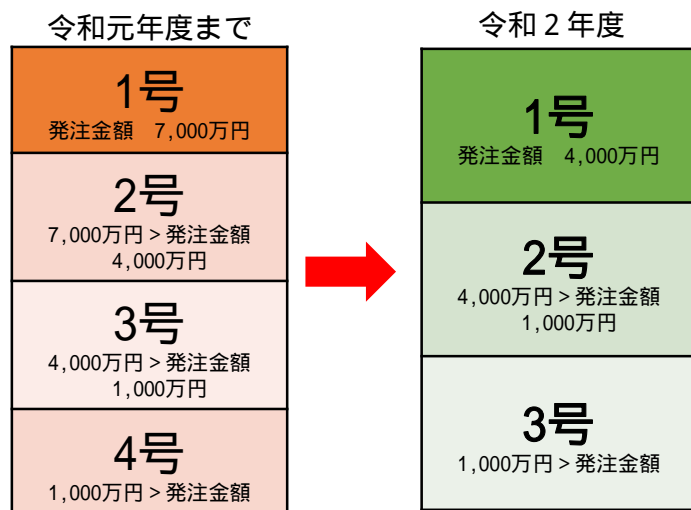 令和元年度まで
1号
発注金額　7,000万円
2号
7,000万円＞発注金額
4,000万円
3号
4,000万円＞発注金額
1,000万円
4号
1,000万円＞発注金額
令和２年度
1号
発注金額　4,000万円
2号
4,000万円＞発注金額
1,000万円
3号
1,000万円＞発注金額